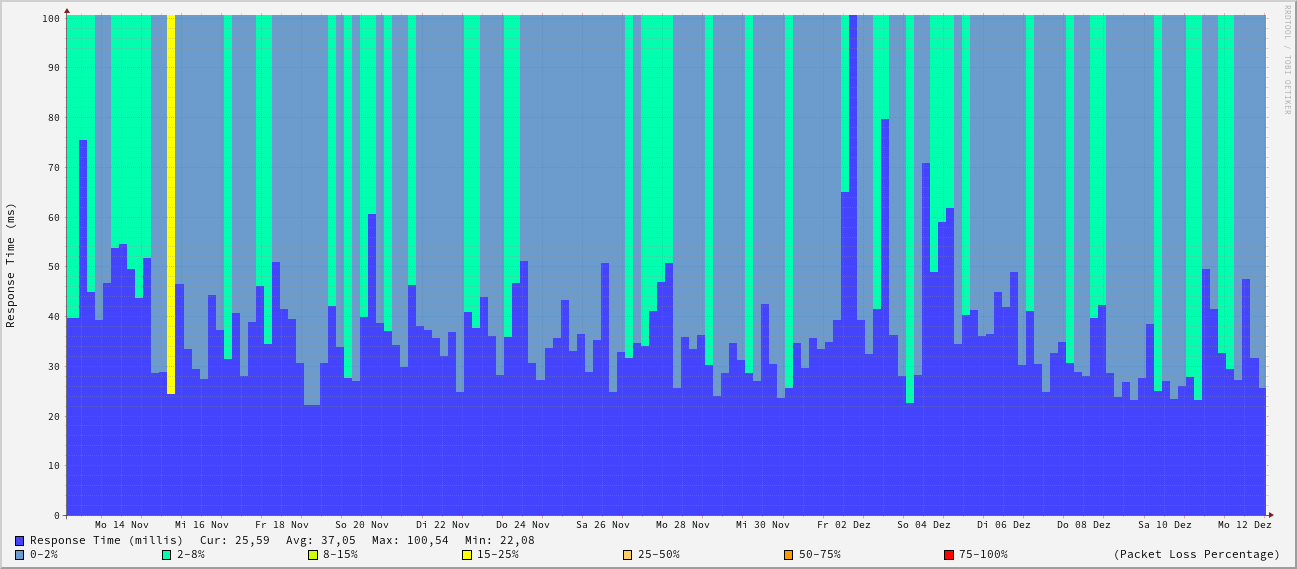 RRDTOOL / TOBI OETIKER
Response Time (ms)
100
90
80
70
60
50
40
30
20
10
0
Mo 14 Nov Mi 16 Nov Fr 18 Nov So 20 Nov Di 22 Nov Do 24 Nov Sa 26 Nov Mo 28 Nov Mi 30 Nov Fr 02 Dez So 04 Dez Di 06 Dez Do 08 Dez Sa 10 Dez Mo 12 Dez
Response Time (millis) Cur: 25,59 Avg: 37,05 Max: 100,54 Min: 22,08
0-2% 2-8% 8-15% 15-25% 25-50% 50-75% 75-100% (Packet Loss Percentage)